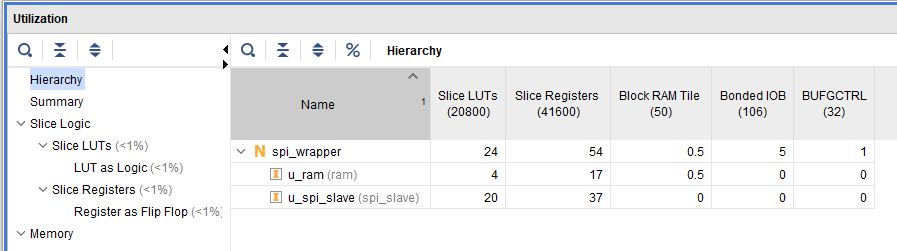 Utilization
Hierarchy
Hierarchy
Summary
Slice Logic
Slice LUTs (<1%)
LUT as Logic (<1%)
Slice Registers (<1%)
Register as Flip Flop (<1%
Memory
Name 1 Slice LUTs (20800) Slice Registers (41600) Block RAM Tile (50) Bonded IOB (106) BUFGCTRL (32)
N spi_wrapper 24 54 0.5 5 1
I u_ram (ram) 4 17 0.5 0 0
I u_spi_slave (spi_slave) 20 37 0 0 0